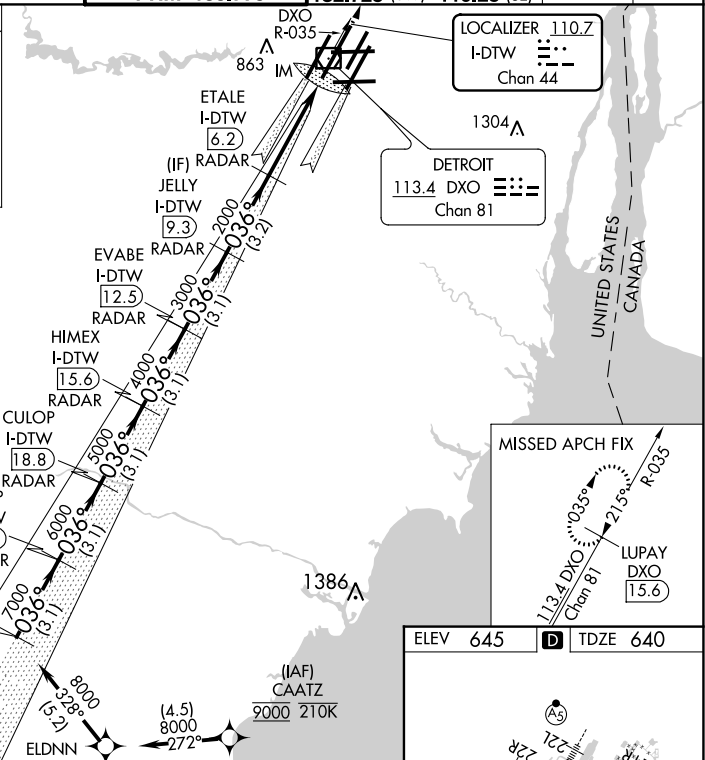 DXO
R-035
863
IM
LOCALIZER 110.7
I-DTW
Chan 44
ETALE
I-DTW
6.2
RADAR
1304
DETROIT
113.4 DXO
Chan 81
(IF)
JELLY
I-DTW
9.3
RADAR
2000
036°
(3.2)
UNITED STATES
CANADA
EVABE
I-DTW
12.5
RADAR
3000
036°
(3.1)
HIMEX
I-DTW
15.6
RADAR
4000
036°
(3.1)
CULOP
I-DTW
18.8
RADAR
5000
036°
(3.1)
6000
036°
(3.1)
7000
036°
(3.1)
MISSED APCH FIX
R-035
035°
215°
LUPAY
DXO
15.6
113.4 DXO
Chan 81
1386
ELEV 645 D TDZE 640
(IAF)
CAATZ
9000 210K
8000
328°
(5.2)
(4.5)
8000
272°
ELDNN
A5
22L
22R